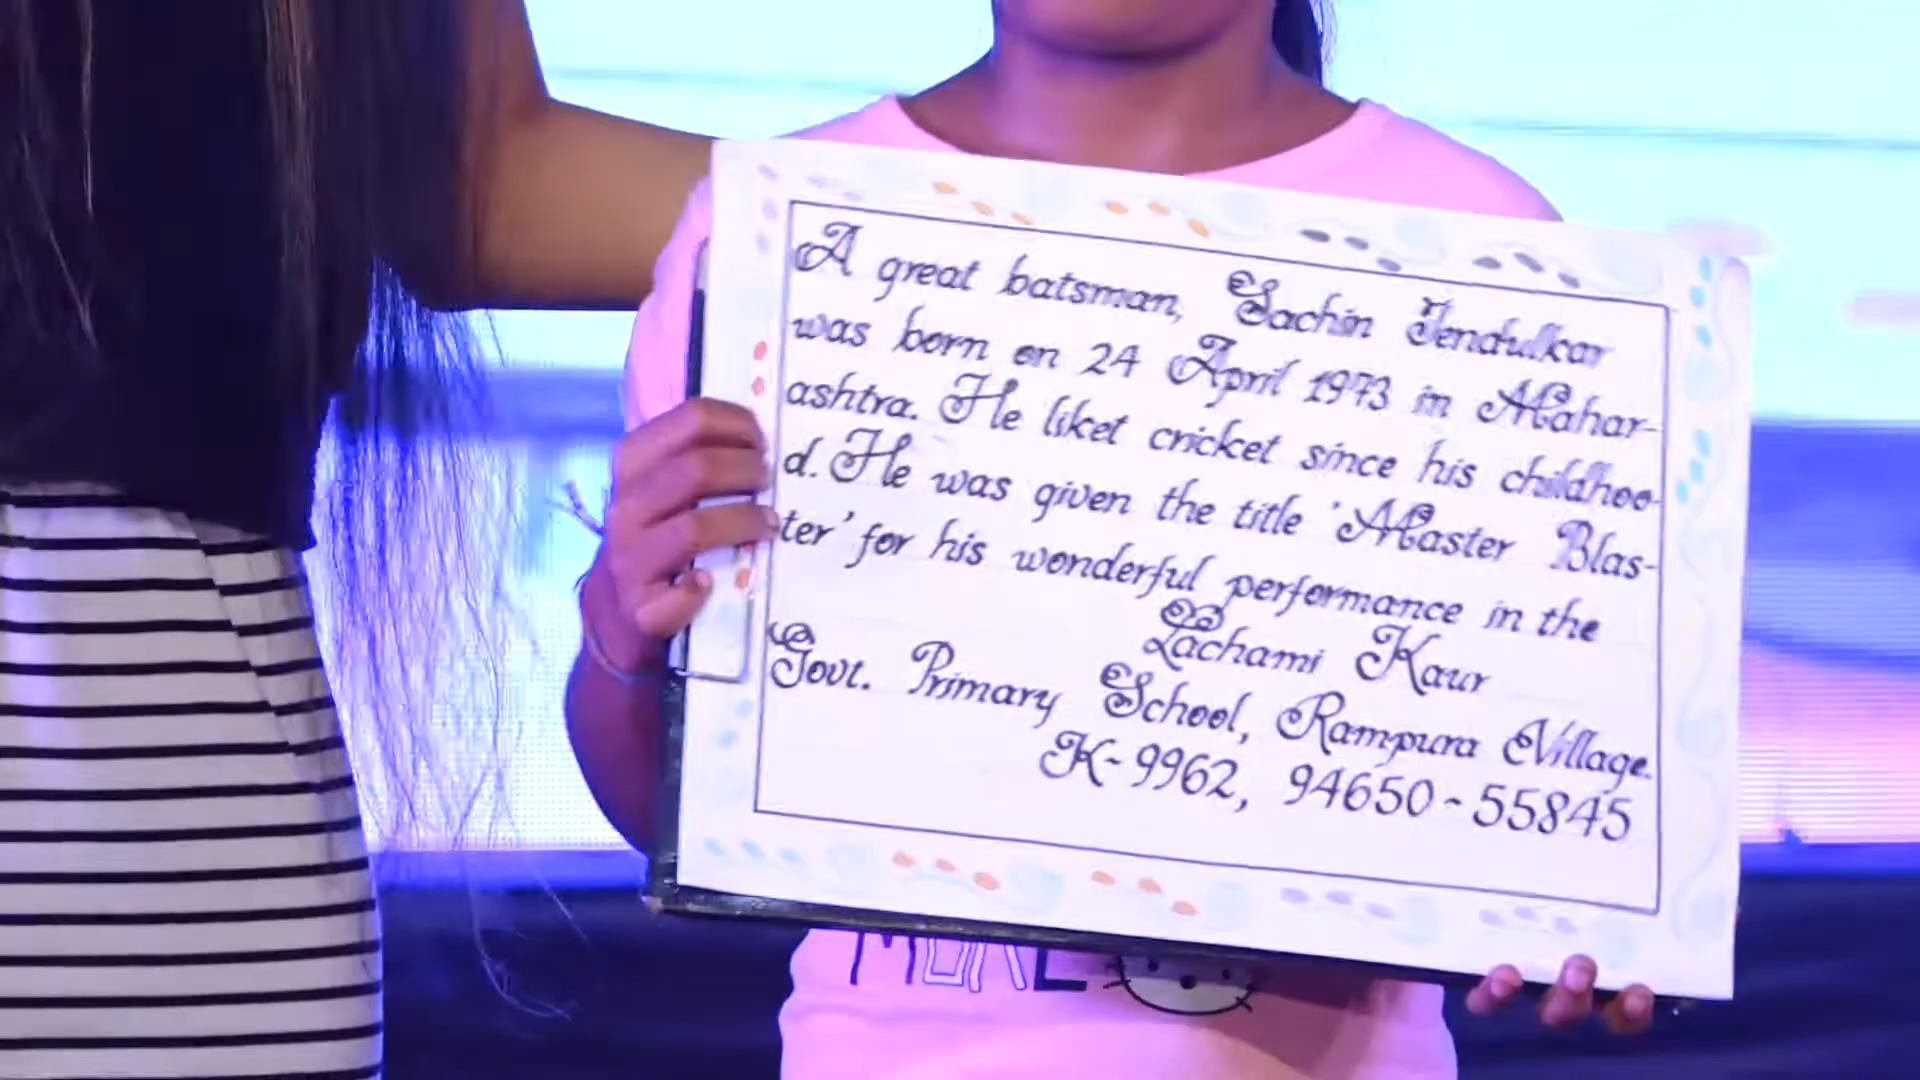 A great batsman, Sachin Tendulkar
was born on 24 April 1973 in Mahar-
ashtra. He liket cricket since his childhoo-
d. He was given the title 'Master Blas-
ter' for his wonderful performance in the
Lachami Kaur
Govt. Primary School, Rampura Village.
K-9962, 94650-55845